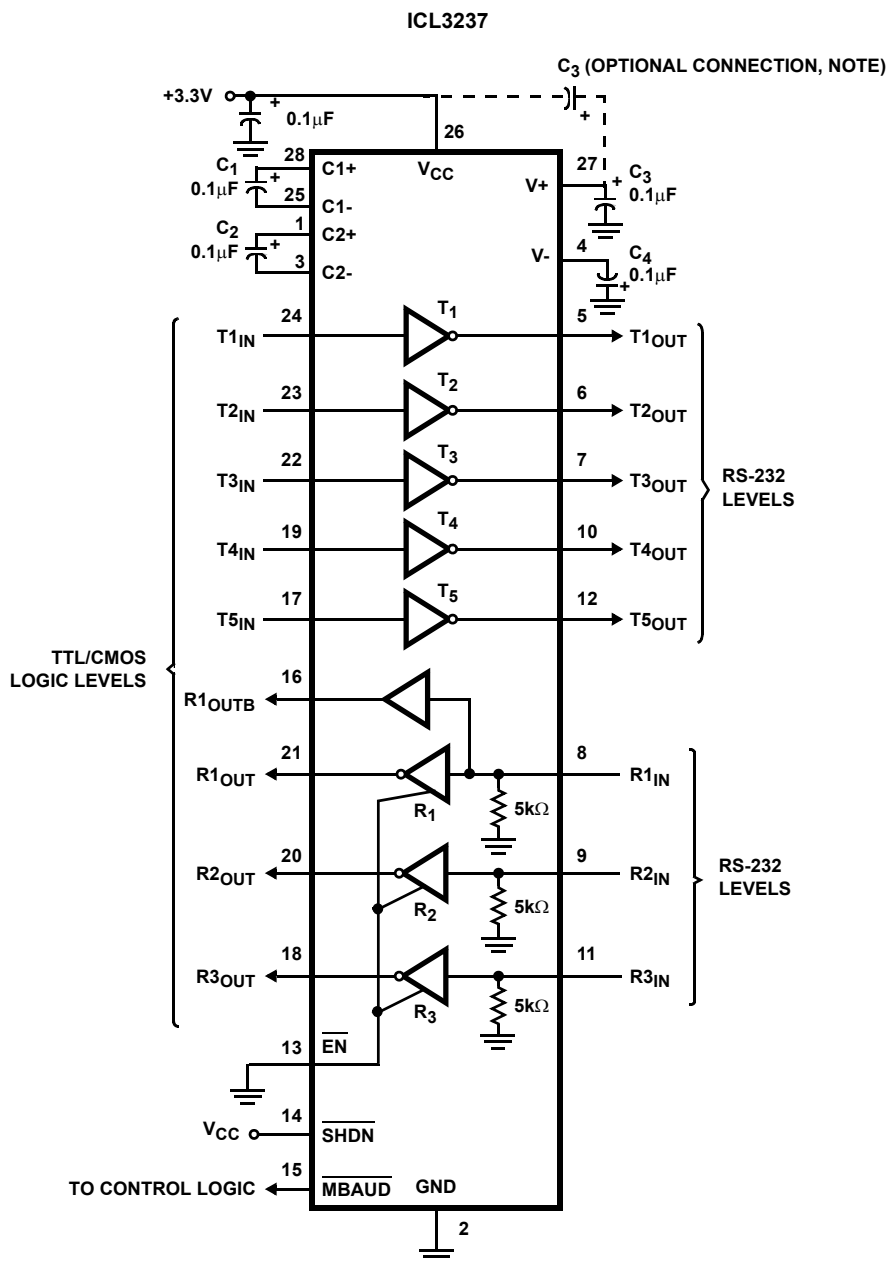 ICL3237
C3 (OPTIONAL CONNECTION, NOTE)
+3.3V
+
0.1μF
+
26
28
C1
0.1μF
+
C1+
VCC
27
V+
+
C3
0.1μF
25
C1-
1
C2
0.1μF
+
C2+
3
C2-
4
V-
C4
0.1μF
+
24
T1IN
T1
5
T1OUT
23
T2IN
T2
6
T2OUT
22
T3IN
T3
7
T3OUT
RS-232
LEVELS
19
T4IN
T4
10
T4OUT
17
T5IN
T5
12
T5OUT
TTL/CMOS
LOGIC LEVELS
16
R1OUTB
21
R1OUT
R1
8
R1IN
5kΩ
20
R2OUT
R2
9
R2IN
5kΩ
RS-232
LEVELS
18
R3OUT
R3
11
R3IN
5kΩ
13
EN
14
VCC
SHDN
15
TO CONTROL LOGIC
MBAUD
GND
2